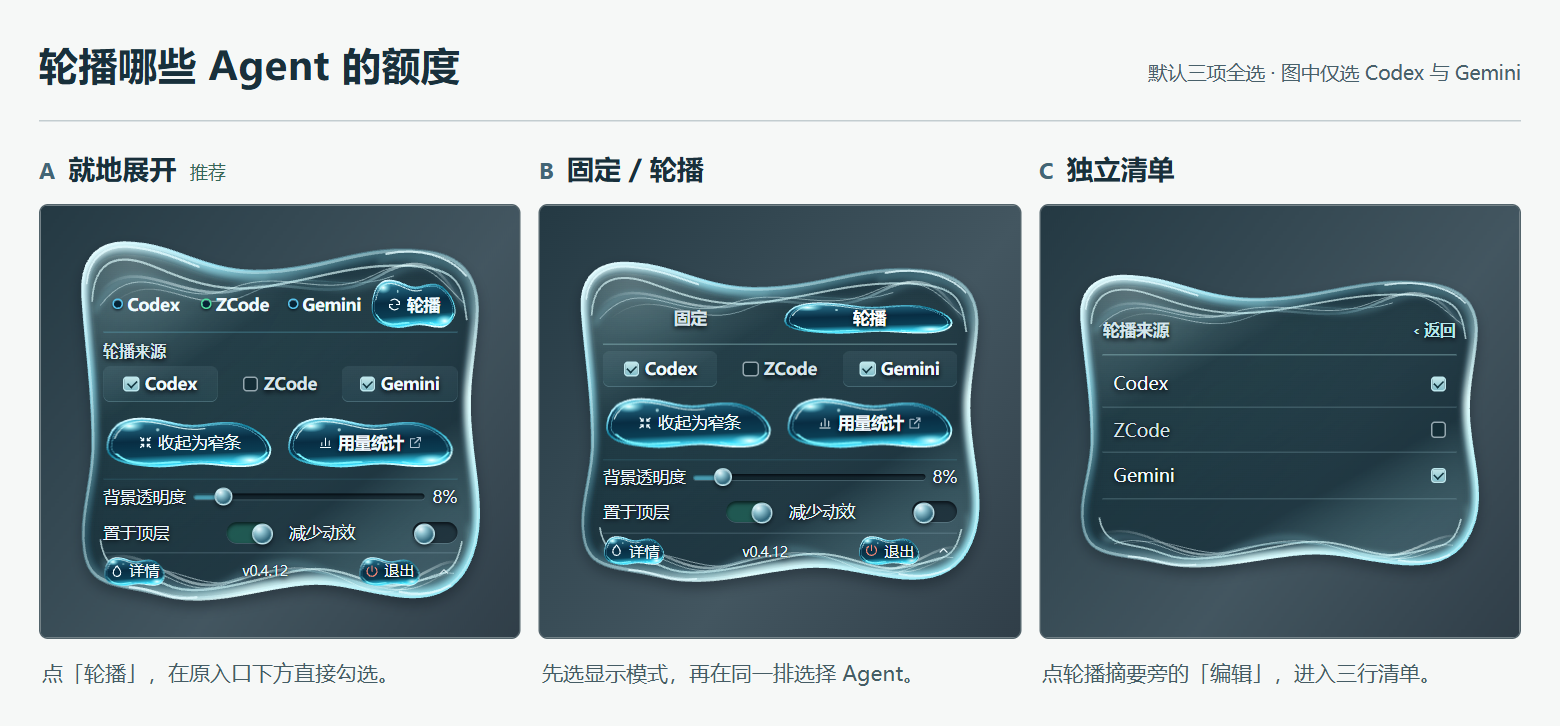 轮播哪些 Agent 的额度
默认三项全选 · 图中仅选 Codex 与 Gemini
A 就地展开 推荐
Codex ZCode Gemini 轮播
轮播来源
Codex ZCode Gemini
收起为窄条 用量统计
背景透明度 8%
置于顶层 减少动效
详情 v0.4.12 退出
点「轮播」，在原入口下方直接勾选。
B 固定 / 轮播
固定 轮播
Codex ZCode Gemini
收起为窄条 用量统计
背景透明度 8%
置于顶层 减少动效
详情 v0.4.12 退出
先选显示模式，再在同一排选择 Agent。
C 独立清单
轮播来源 ‹ 返回
Codex
ZCode
Gemini
点轮播摘要旁的「编辑」，进入三行清单。